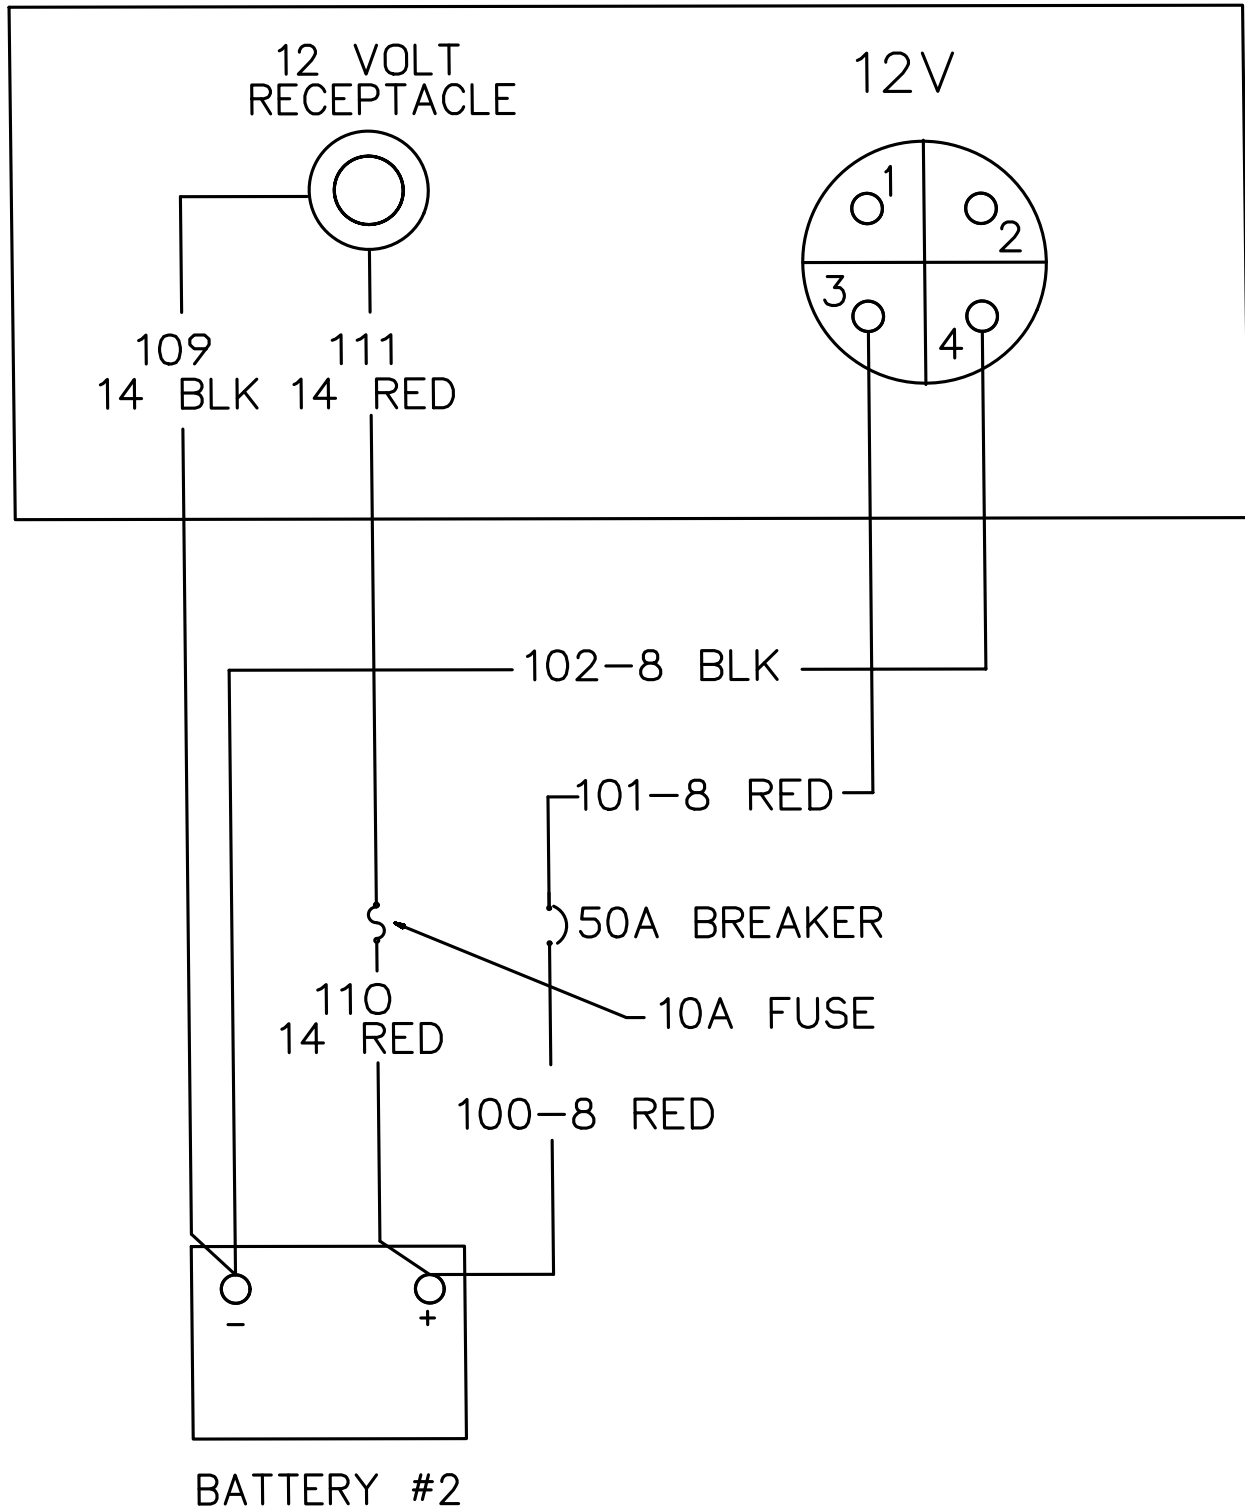 12 VOLT
RECEPTACLE
12V
1
2
3
4
109
14 BLK
111
14 RED
102-8 BLK
101-8 RED
50A BREAKER
10A FUSE
110
14 RED
100-8 RED
-
+
BATTERY #2